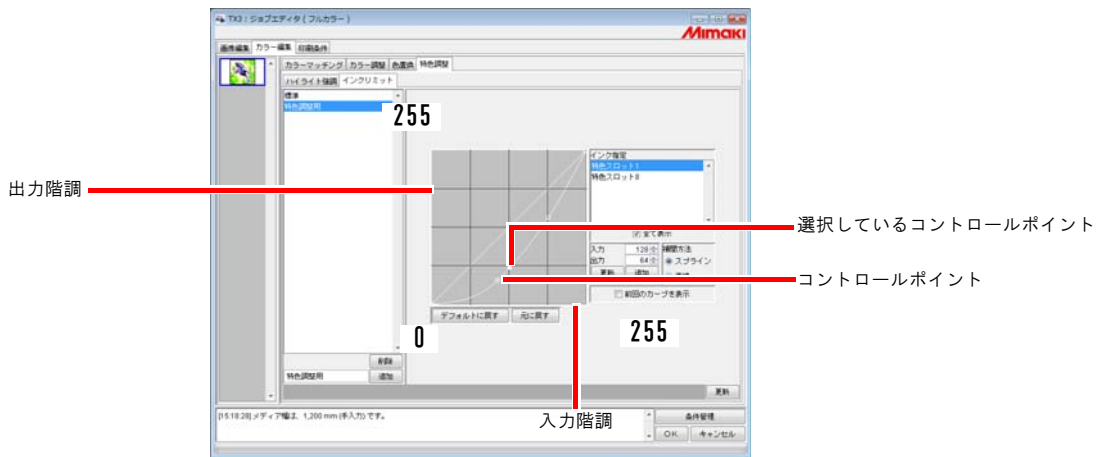 TX3 : ジョブエディタ ( フルカラー )
Mimaki
画像編集 カラー編集 印刷条件
カラーマッチング カラー調整 色置換 特色調整
ハイライト強調 インクリミット
標準
特色調整用
255
出力階調
インク指定
特色スロット1
特色スロット8
全て表示
選択しているコントロールポイント
入力 128 補間方法
出力 64 スプライン
更新 追加
コントロールポイント
前回のカーブを表示
デフォルトに戻す 元に戻す
0
255
削除
特色調整用 追加
更新
[15:18:28] メディア幅は、1,200 mm (手入力) です。
入力階調
条件管理
OK キャンセル